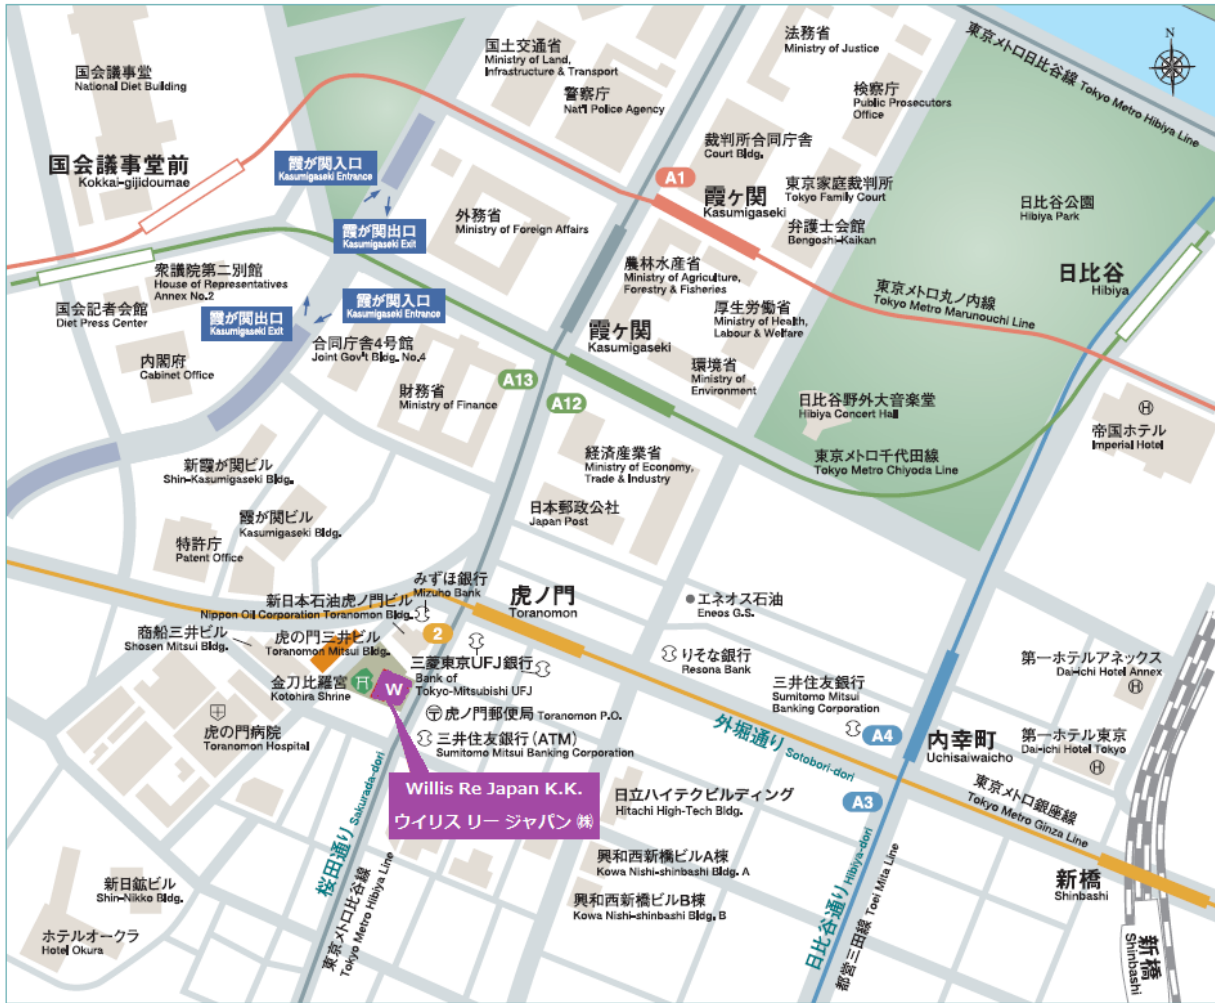 国会議事堂
National Diet Building
国会議事堂前
Kokkai-gijidoumae
霞が関入口
Kasumigaseki Entrance
霞が関出口
Kasumigaseki Exit
国土交通省
Ministry of Land,
Infrastructure & Transport
警察庁
Nat'l Police Agency
法務省
Ministry of Justice
検察庁
Public Prosecutors
Office
裁判所合同庁舎
Court Bldg.
東京メトロ日比谷線 Tokyo Metro Hibiya Line
N
A1
霞ヶ関
Kasumigaseki
東京家庭裁判所
Tokyo Family Court
弁護士会館
Bengoshi-Kaikan
日比谷公園
Hibiya Park
日比谷
Hibiya
外務省
Ministry of Foreign Affairs
農林水産省
Ministry of Agriculture,
Forestry & Fisheries
厚生労働省
Ministry of Health,
Labour & Welfare
東京メトロ丸ノ内線
Tokyo Metro Marunouchi Line
衆議院第二別館
House of Representatives
Annex No.2
国会記者会館
Diet Press Center
霞が関出口
Kasumigaseki Exit
霞が関入口
Kasumigaseki Entrance
合同庁舎4号館
Joint Gov't Bldg. No.4
内閣府
Cabinet Office
財務省
Ministry of Finance
霞ヶ関
Kasumigaseki
A13
A12
環境省
Ministry of
Environment
日比谷野外大音楽堂
Hibiya Concert Hall
H
帝国ホテル
Imperial Hotel
東京メトロ千代田線
Tokyo Metro Chiyoda Line
経済産業省
Ministry of Economy,
Trade & Industry
日本郵政公社
Japan Post
新霞が関ビル
Shin-Kasumigaseki Bldg.
霞が関ビル
Kasumigaseki Bldg.
特許庁
Patent Office
みずほ銀行
Mizuho Bank
新日本石油虎ノ門ビル
Nippon Oil Corporation Toranomon Bldg.
虎ノ門
Toranomon
エネオス石油
Eneos G.S.
商船三井ビル
Shosen Mitsui Bldg.
虎の門三井ビル
Toranomon Mitsui Bldg.
2
三菱東京UFJ銀行
Bank of
Tokyo-Mitsubishi UFJ
りそな銀行
Resona Bank
三井住友銀行
Sumitomo Mitsui
Banking Corporation
第一ホテルアネックス
Dai-ichi Hotel Annex
H
金刀比羅宮
Kotohira Shrine
W
〒虎ノ門郵便局 Toranomon P.O.
虎の門病院
Toranomon Hospital
三井住友銀行(ATM)
Sumitomo Mitsui Banking Corporation
外堀通り Sotobori-dori
A4
内幸町
Uchisaiwaicho
第一ホテル東京
Dai-ichi Hotel Tokyo
H
Willis Re Japan K.K.
ウイリス リー ジャパン ㈱
日立ハイテクビルディング
Hitachi High-Tech Bldg.
A3
東京メトロ銀座線
Tokyo Metro Ginza Line
桜田通り Sakurada-dori
東京メトロ比谷線
Tokyo Metro Hibiya Line
興和西新橋ビルA棟
Kowa Nishi-shinbashi Bldg. A
興和西新橋ビルB棟
Kowa Nishi-shinbashi Bldg. B
日比谷通り Hibiya-dori
都営三田線 Toei Mita Line
新橋
Shinbashi
新橋
Shinbashi
新日鉱ビル
Shin-Nikko Bldg.
ホテルオークラ
Hotel Okura